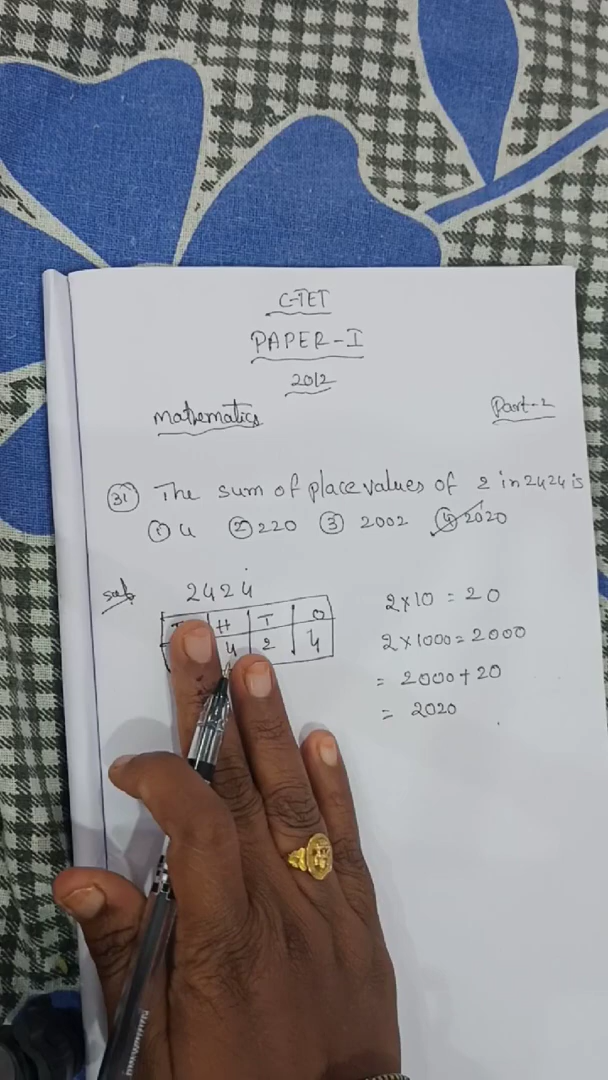 C-TET
PAPER-I
2012
Mathematics
Part-2
31 The sum of place values of 2 in 2424 is
① 4 ② 220 ③ 2002 ④ 2020
2424
H T O
4 2 4
2×10 = 20
2×1000 = 2000
= 2000+20
= 2020